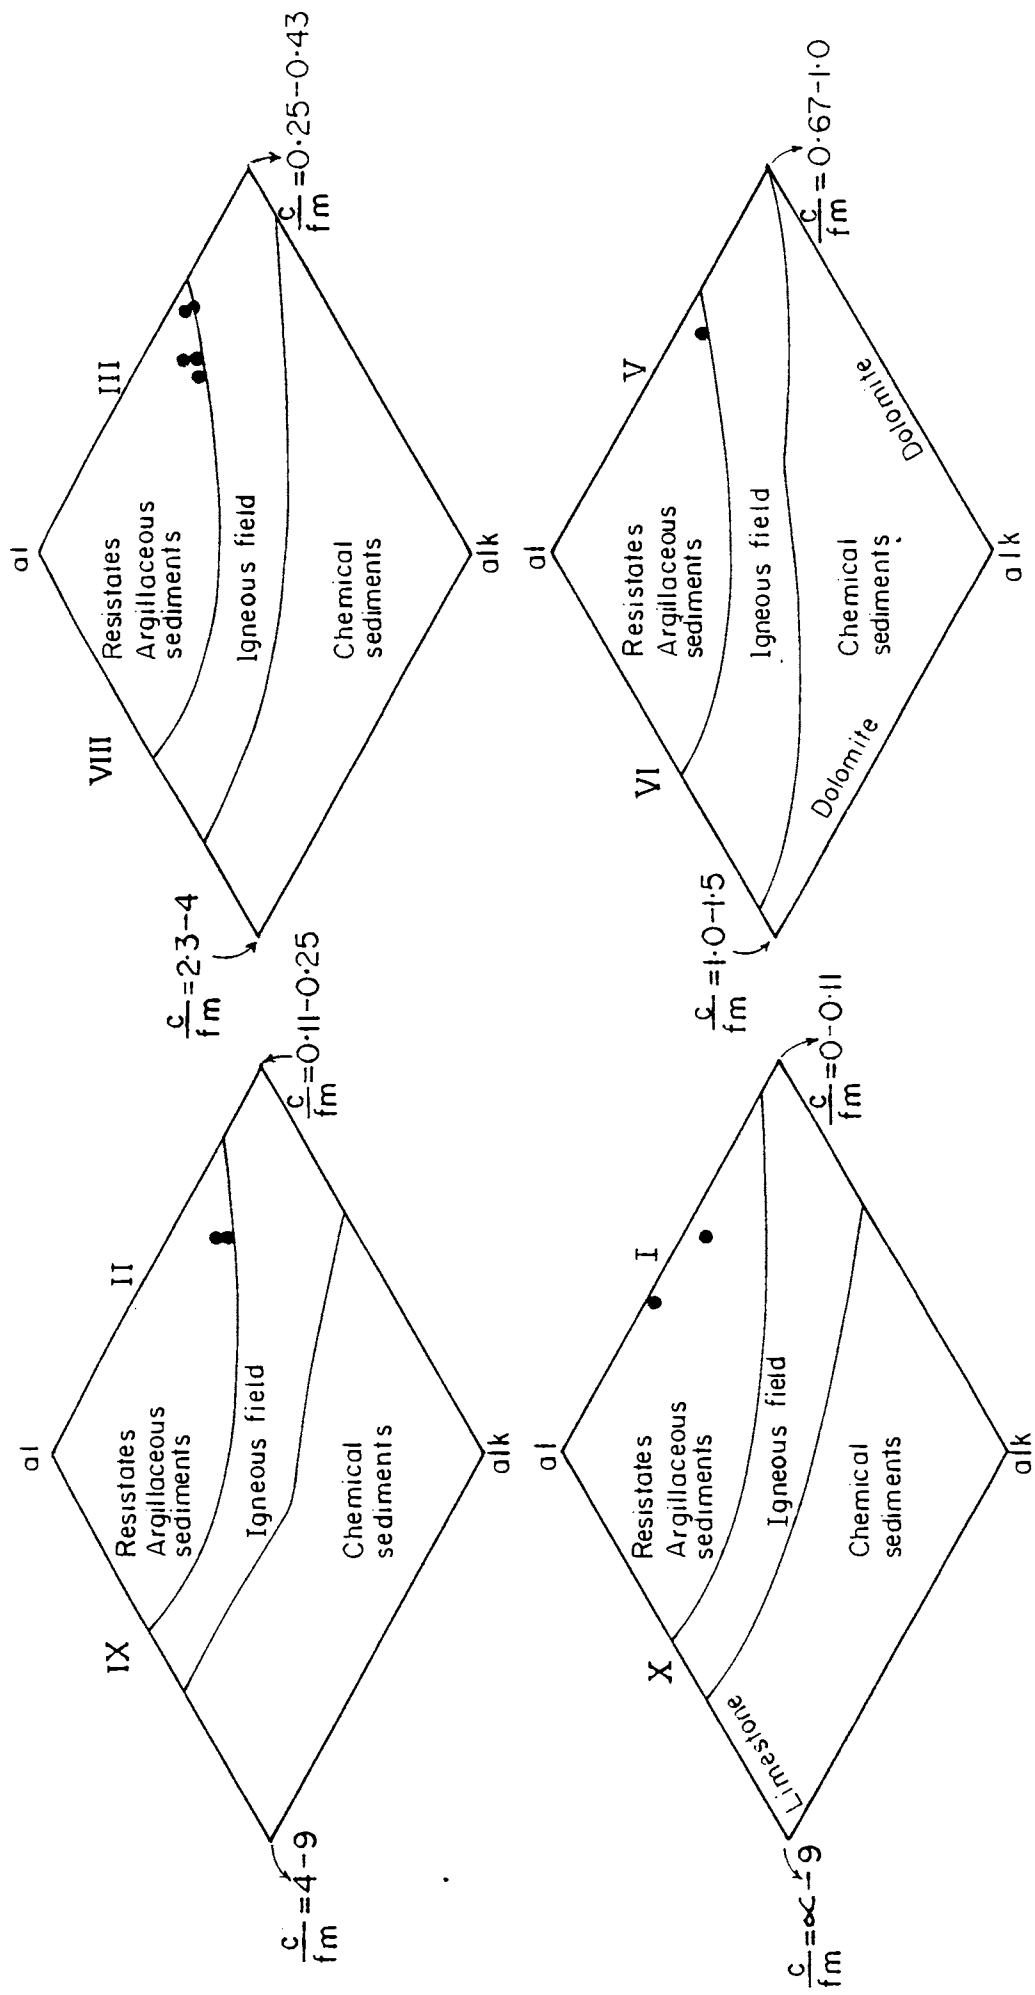 al
IX
II
Resistates
Argillaceous
sediments
Igneous field
Chemical
sediments
c/fm=4-9
c/fm=0·11-0·25
alk
al
VIII
III
Resistates
Argillaceous
sediments
Igneous field
Chemical
sediments
c/fm=2·3-4
c/fm=0·25-0·43
alk
al
X
I
Resistates
Argillaceous
sediments
Igneous field
Limestone
Chemical
sediments
c/fm=∝-9
c/fm=0-0·11
alk
al
VI
V
Resistates
Argillaceous
sediments
Igneous field
Chemical
sediments
Dolomite
Dolomite
c/fm=1·0-1·5
c/fm=0·67-1·0
alk